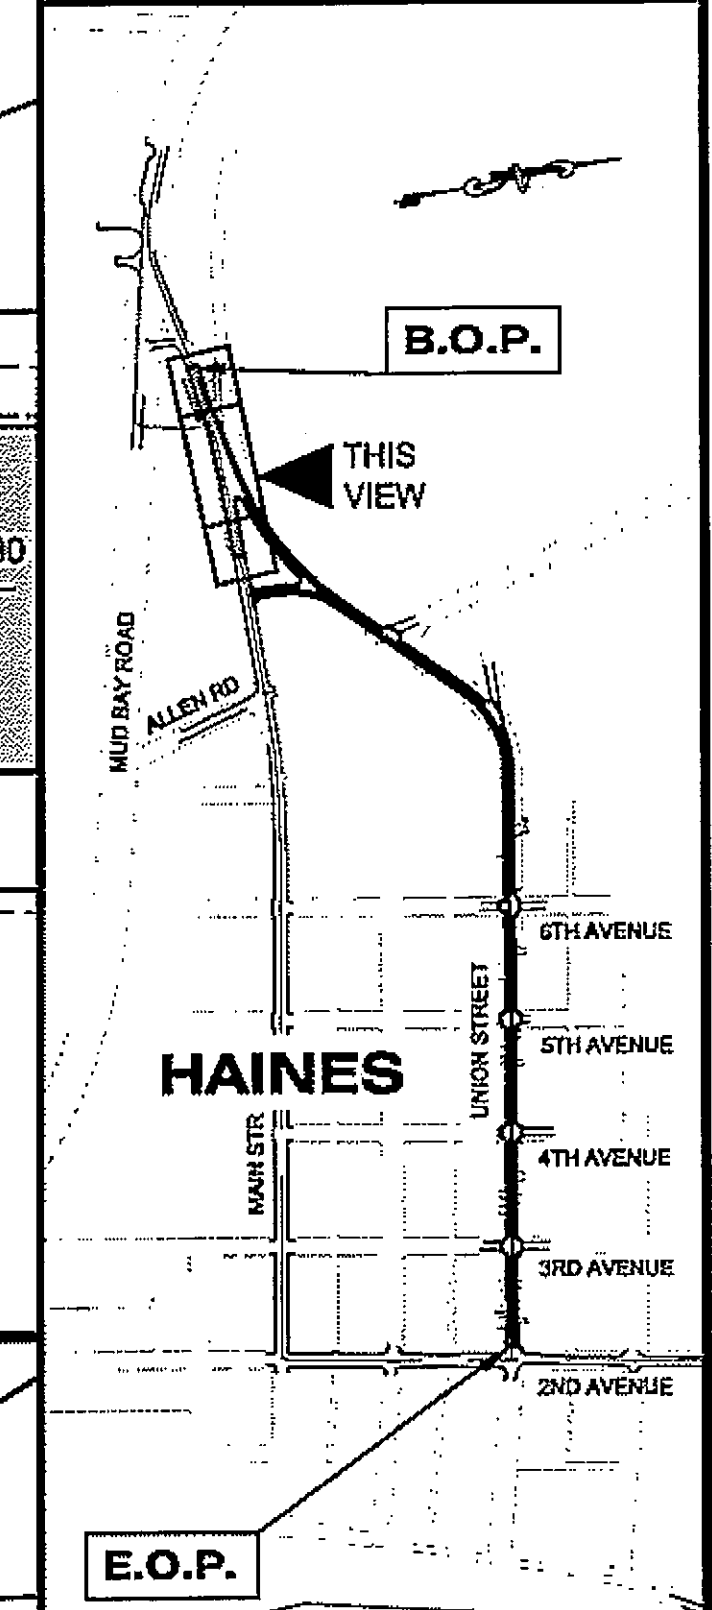 B.O.P.
THIS
VIEW
MUD BAY ROAD
ALLEN RD
6TH AVENUE
UNION STREET
5TH AVENUE
HAINES
MAIN STR
4TH AVENUE
3RD AVENUE
2ND AVENUE
E.O.P.